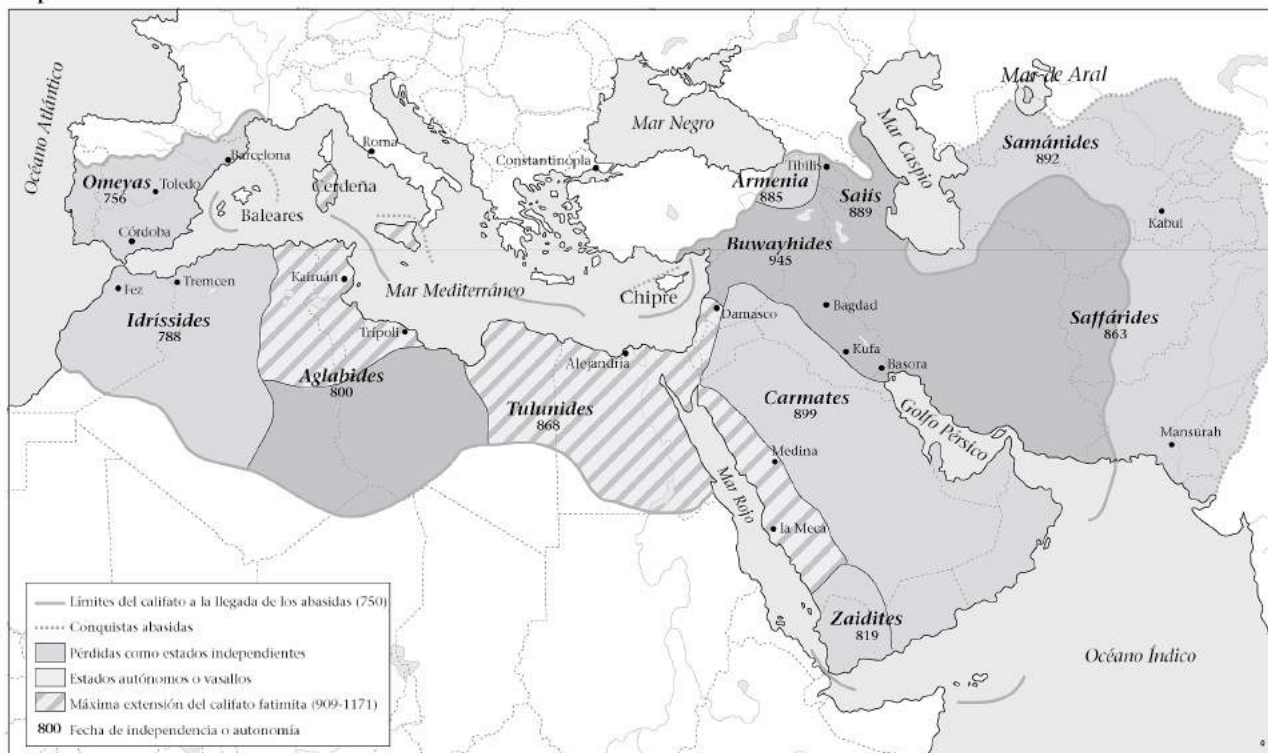 Océano Atlántico
Mar de Aral
Mar Negro
Mar Caspio
Samánides
892
Roma
Constantinópla
Tibilis
Barcelona
Omeyas
756
Toledo
Cerdeña
Armenia
885
Saiís
889
Kabul
Baleares
Córdoba
Buwayhides
945
Kairuán
Mar Mediterráneo
Chipre
Fez
Tremcen
Damasco
Bagdad
Idríssides
788
Trípoli
Saffárides
863
Alejandría
Kufa
Basora
Aglabides
800
Tulunides
868
Carmates
899
Golfo Pérsico
Medina
Mansurah
Mar Rojo
la Meca
Zaidites
819
Océano Índico
Límites del califato a la llegada de los abasidas (750)
Conquistas abasidas
Pérdidas como estados independientes
Estados autónomos o vasallos
Máxima extensión del califato fatimita (909-1171)
800 Fecha de independencia o autonomía